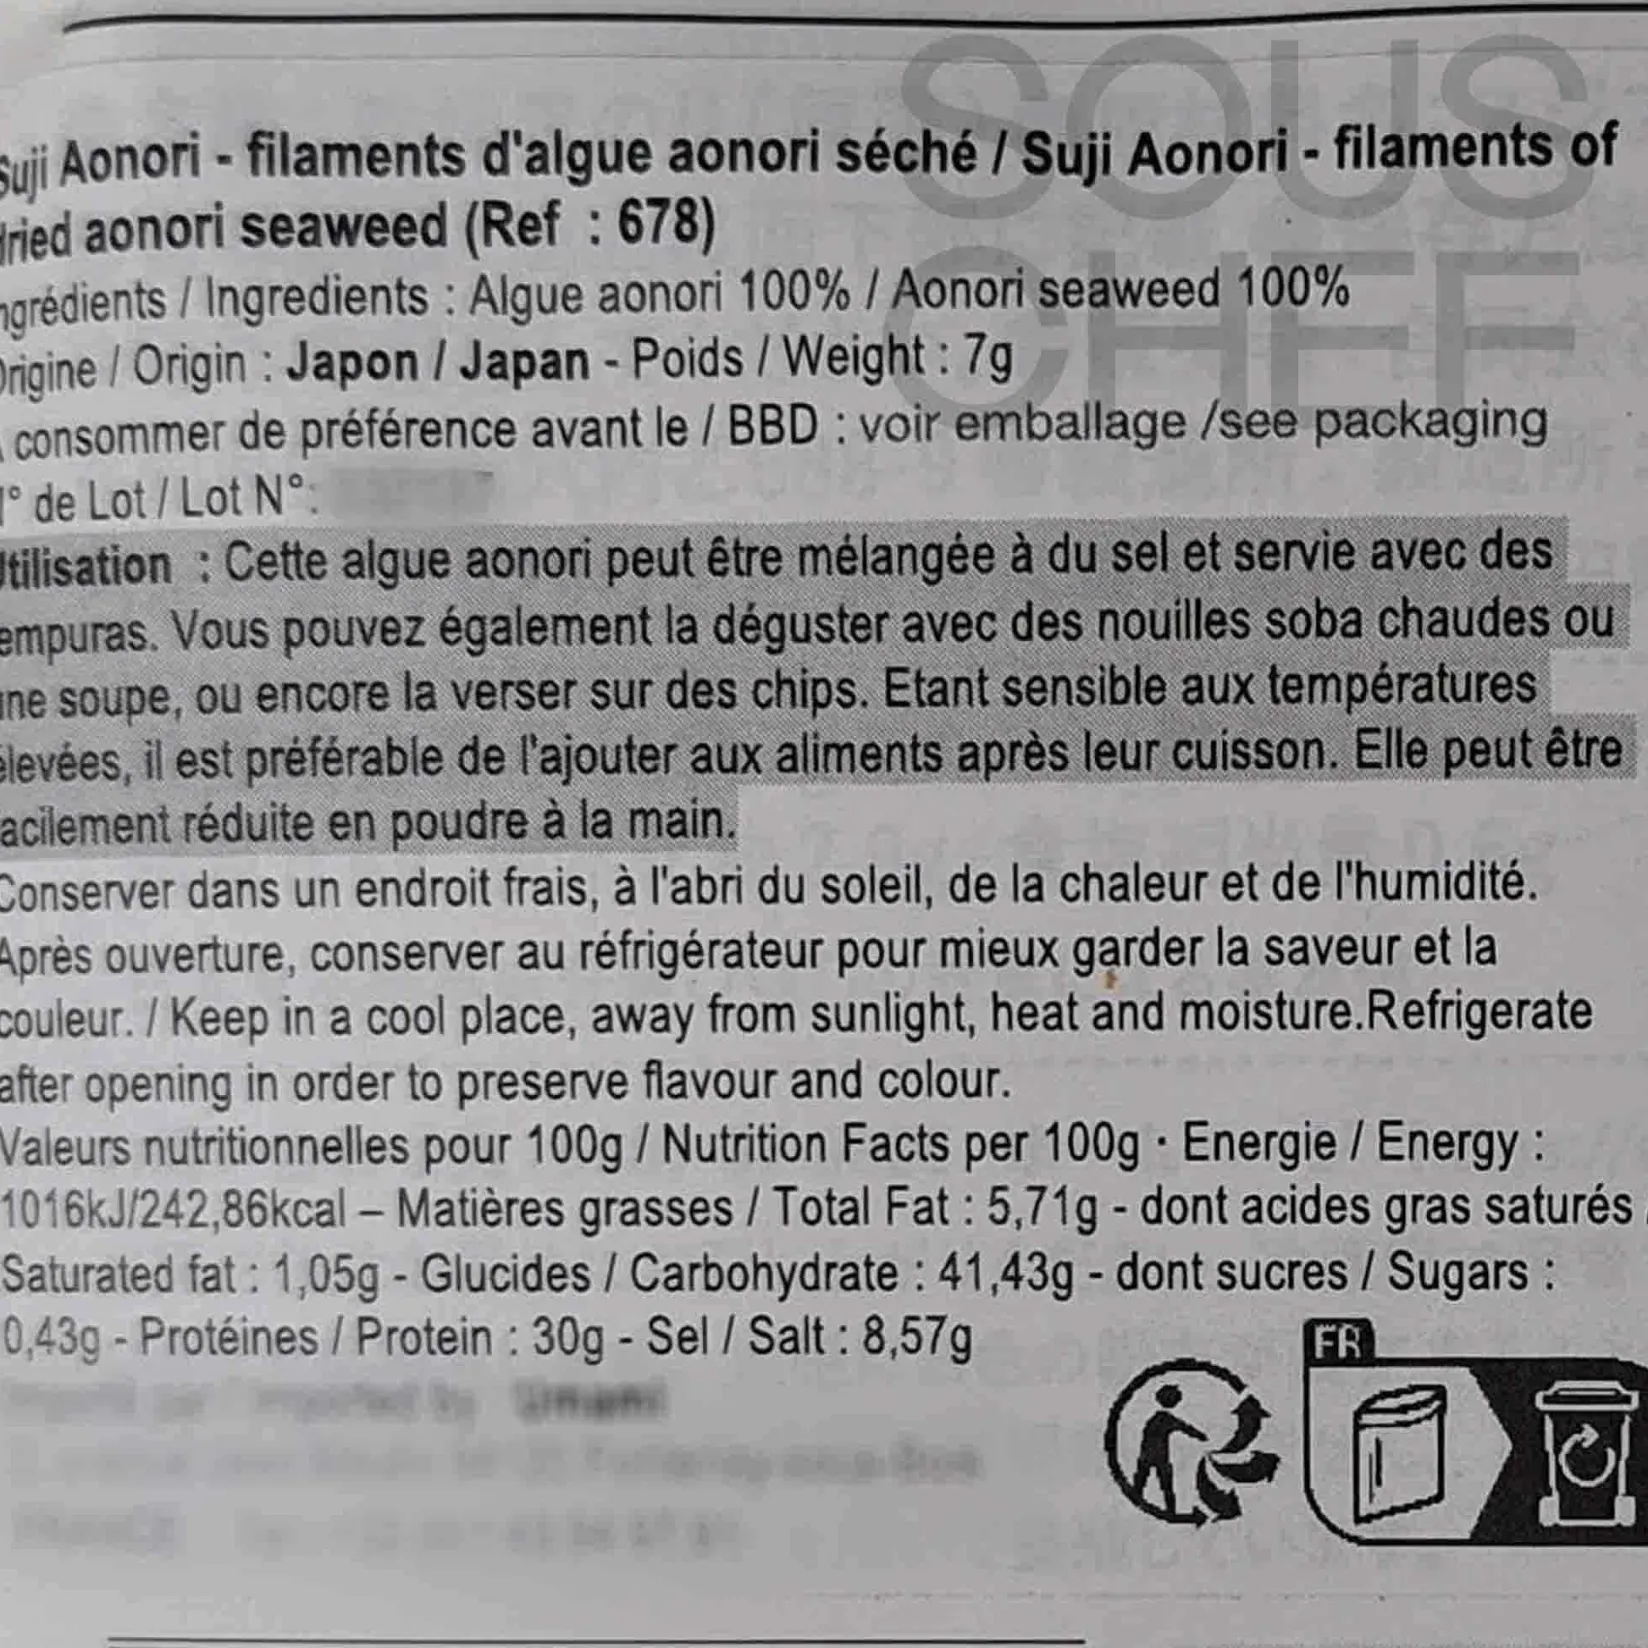 SOUS
CHEF
Suji Aonori - filaments d'algue aonori séché / Suji Aonori - filaments of
dried aonori seaweed (Ref : 678)
ngrédients / Ingredients : Algue aonori 100% / Aonori seaweed 100%
Origine / Origin : Japon / Japan - Poids / Weight : 7g
consommer de préférence avant le / BBD : voir emballage /see packaging
N° de Lot / Lot N°:
Utilisation : Cette algue aonori peut être mélangée à du sel et servie avec des
empuras. Vous pouvez également la déguster avec des nouilles soba chaudes ou
une soupe, ou encore la verser sur des chips. Etant sensible aux températures
élevées, il est préférable de l'ajouter aux aliments après leur cuisson. Elle peut être
acilement réduite en poudre à la main.
Conserver dans un endroit frais, à l'abri du soleil, de la chaleur et de l'humidité.
Après ouverture, conserver au réfrigérateur pour mieux garder la saveur et la
couleur. / Keep in a cool place, away from sunlight, heat and moisture.Refrigerate
after opening in order to preserve flavour and colour.
Valeurs nutritionnelles pour 100g / Nutrition Facts per 100g · Energie / Energy :
1016kJ/242,86kcal – Matières grasses / Total Fat : 5,71g - dont acides gras saturés /
Saturated fat : 1,05g - Glucides / Carbohydrate : 41,43g - dont sucres / Sugars :
0,43g - Protéines / Protein : 30g - Sel / Salt : 8,57g
FR